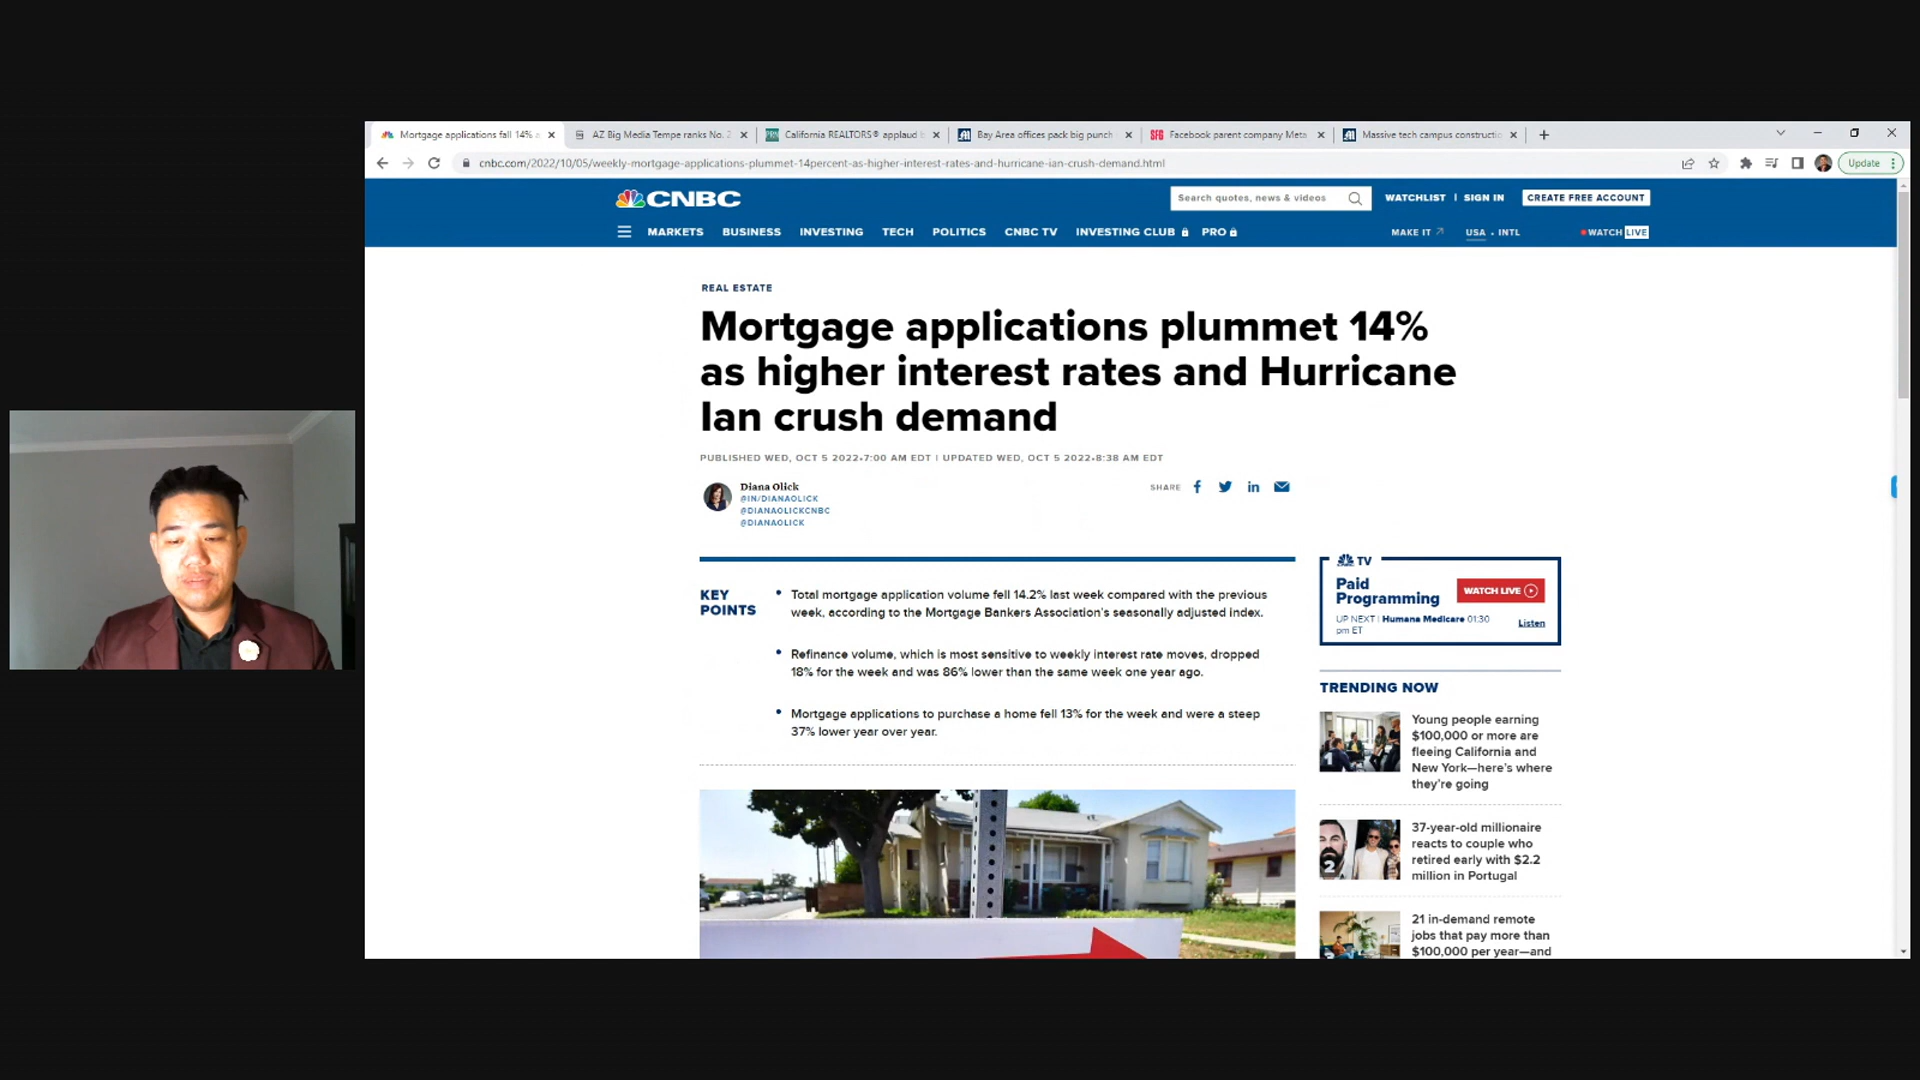 Mortgage applications fall 14% a
AZ Big Media Tempe ranks No. 2
California REALTORS® applaud
Bay Area offices pack big punch
Facebook parent company Meta
Massive tech campus constructio
cnbc.com/2022/10/05/weekly-mortgage-applications-plummet-14percent-as-higher-interest-rates-and-hurricane-ian-crush-demand.html
Update
CNBC
Search quotes, news & videos
WATCHLIST | SIGN IN
CREATE FREE ACCOUNT
MARKETS BUSINESS INVESTING TECH POLITICS CNBC TV INVESTING CLUB PRO
MAKE IT
USA • INTL
WATCH LIVE
REAL ESTATE
Mortgage applications plummet 14%
as higher interest rates and Hurricane
Ian crush demand
PUBLISHED WED, OCT 5 2022•7:00 AM EDT | UPDATED WED, OCT 5 2022•8:38 AM EDT
Diana Olick
@IN/DIANAOLICK
@DIANAOLICKCNBC
@DIANAOLICK
SHARE
KEY
POINTS
• Total mortgage application volume fell 14.2% last week compared with the previous
week, according to the Mortgage Bankers Association's seasonally adjusted index.
• Refinance volume, which is most sensitive to weekly interest rate moves, dropped
18% for the week and was 86% lower than the same week one year ago.
• Mortgage applications to purchase a home fell 13% for the week and were a steep
37% lower year over year.
TV
Paid
Programming
WATCH LIVE
UP NEXT | Humana Medicare 01:30
pm ET
Listen
TRENDING NOW
1
Young people earning
$100,000 or more are
fleeing California and
New York—here's where
they're going
2
37-year-old millionaire
reacts to couple who
retired early with $2.2
million in Portugal
21 in-demand remote
jobs that pay more than
$100,000 per year—and